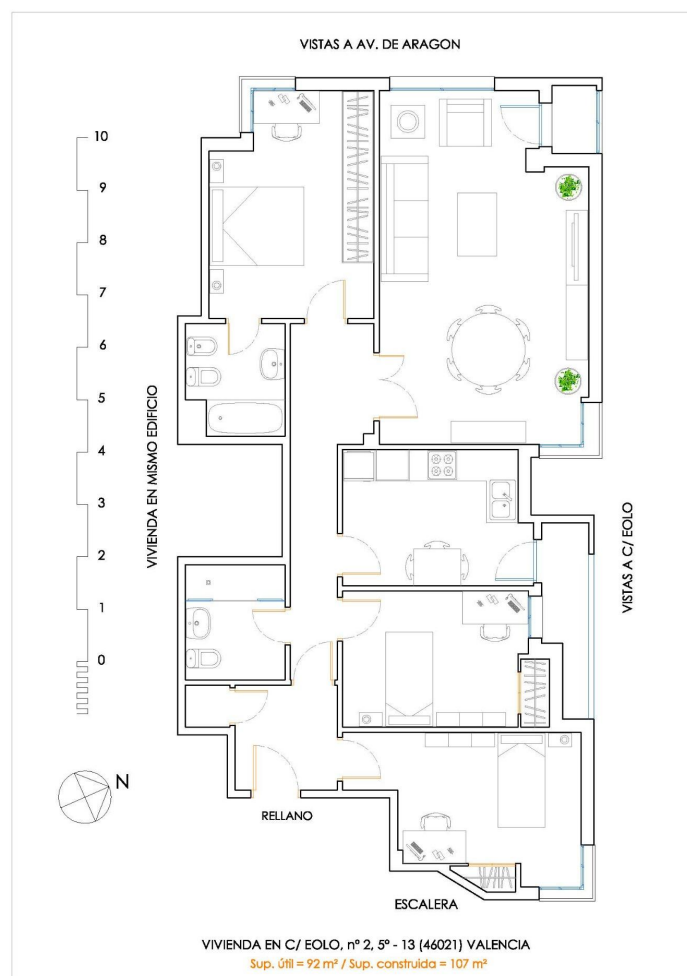 VISTAS A AV. DE ARAGON
10
9
8
7
6
5
4
3
2
1
0
VIVIENDA EN MISMO EDIFICIO
VISTAS A C/ EOLO
N
RELLANO
ESCALERA
VIVIENDA EN C/ EOLO, nº 2, 5º - 13 (46021) VALENCIA
Sup. útil = 92 m² / Sup. construida = 107 m²